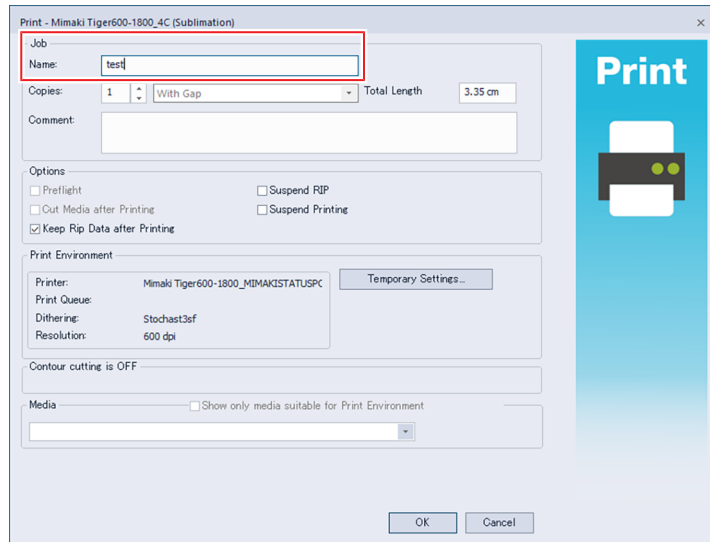 Print - Mimaki Tiger600-1800_4C (Sublimation)
Job
Name: test
Copies: 1 With Gap Total Length 3.35 cm
Comment:
Print
Options
Preflight Suspend RIP
Cut Media after Printing Suspend Printing
Keep Rip Data after Printing
Print Environment
Printer: Mimaki Tiger600-1800_MIMAKISTATUSPC Temporary Settings...
Print Queue:
Dithering: Stochast3sf
Resolution: 600 dpi
Contour cutting is OFF
Media Show only media suitable for Print Environment
OK Cancel